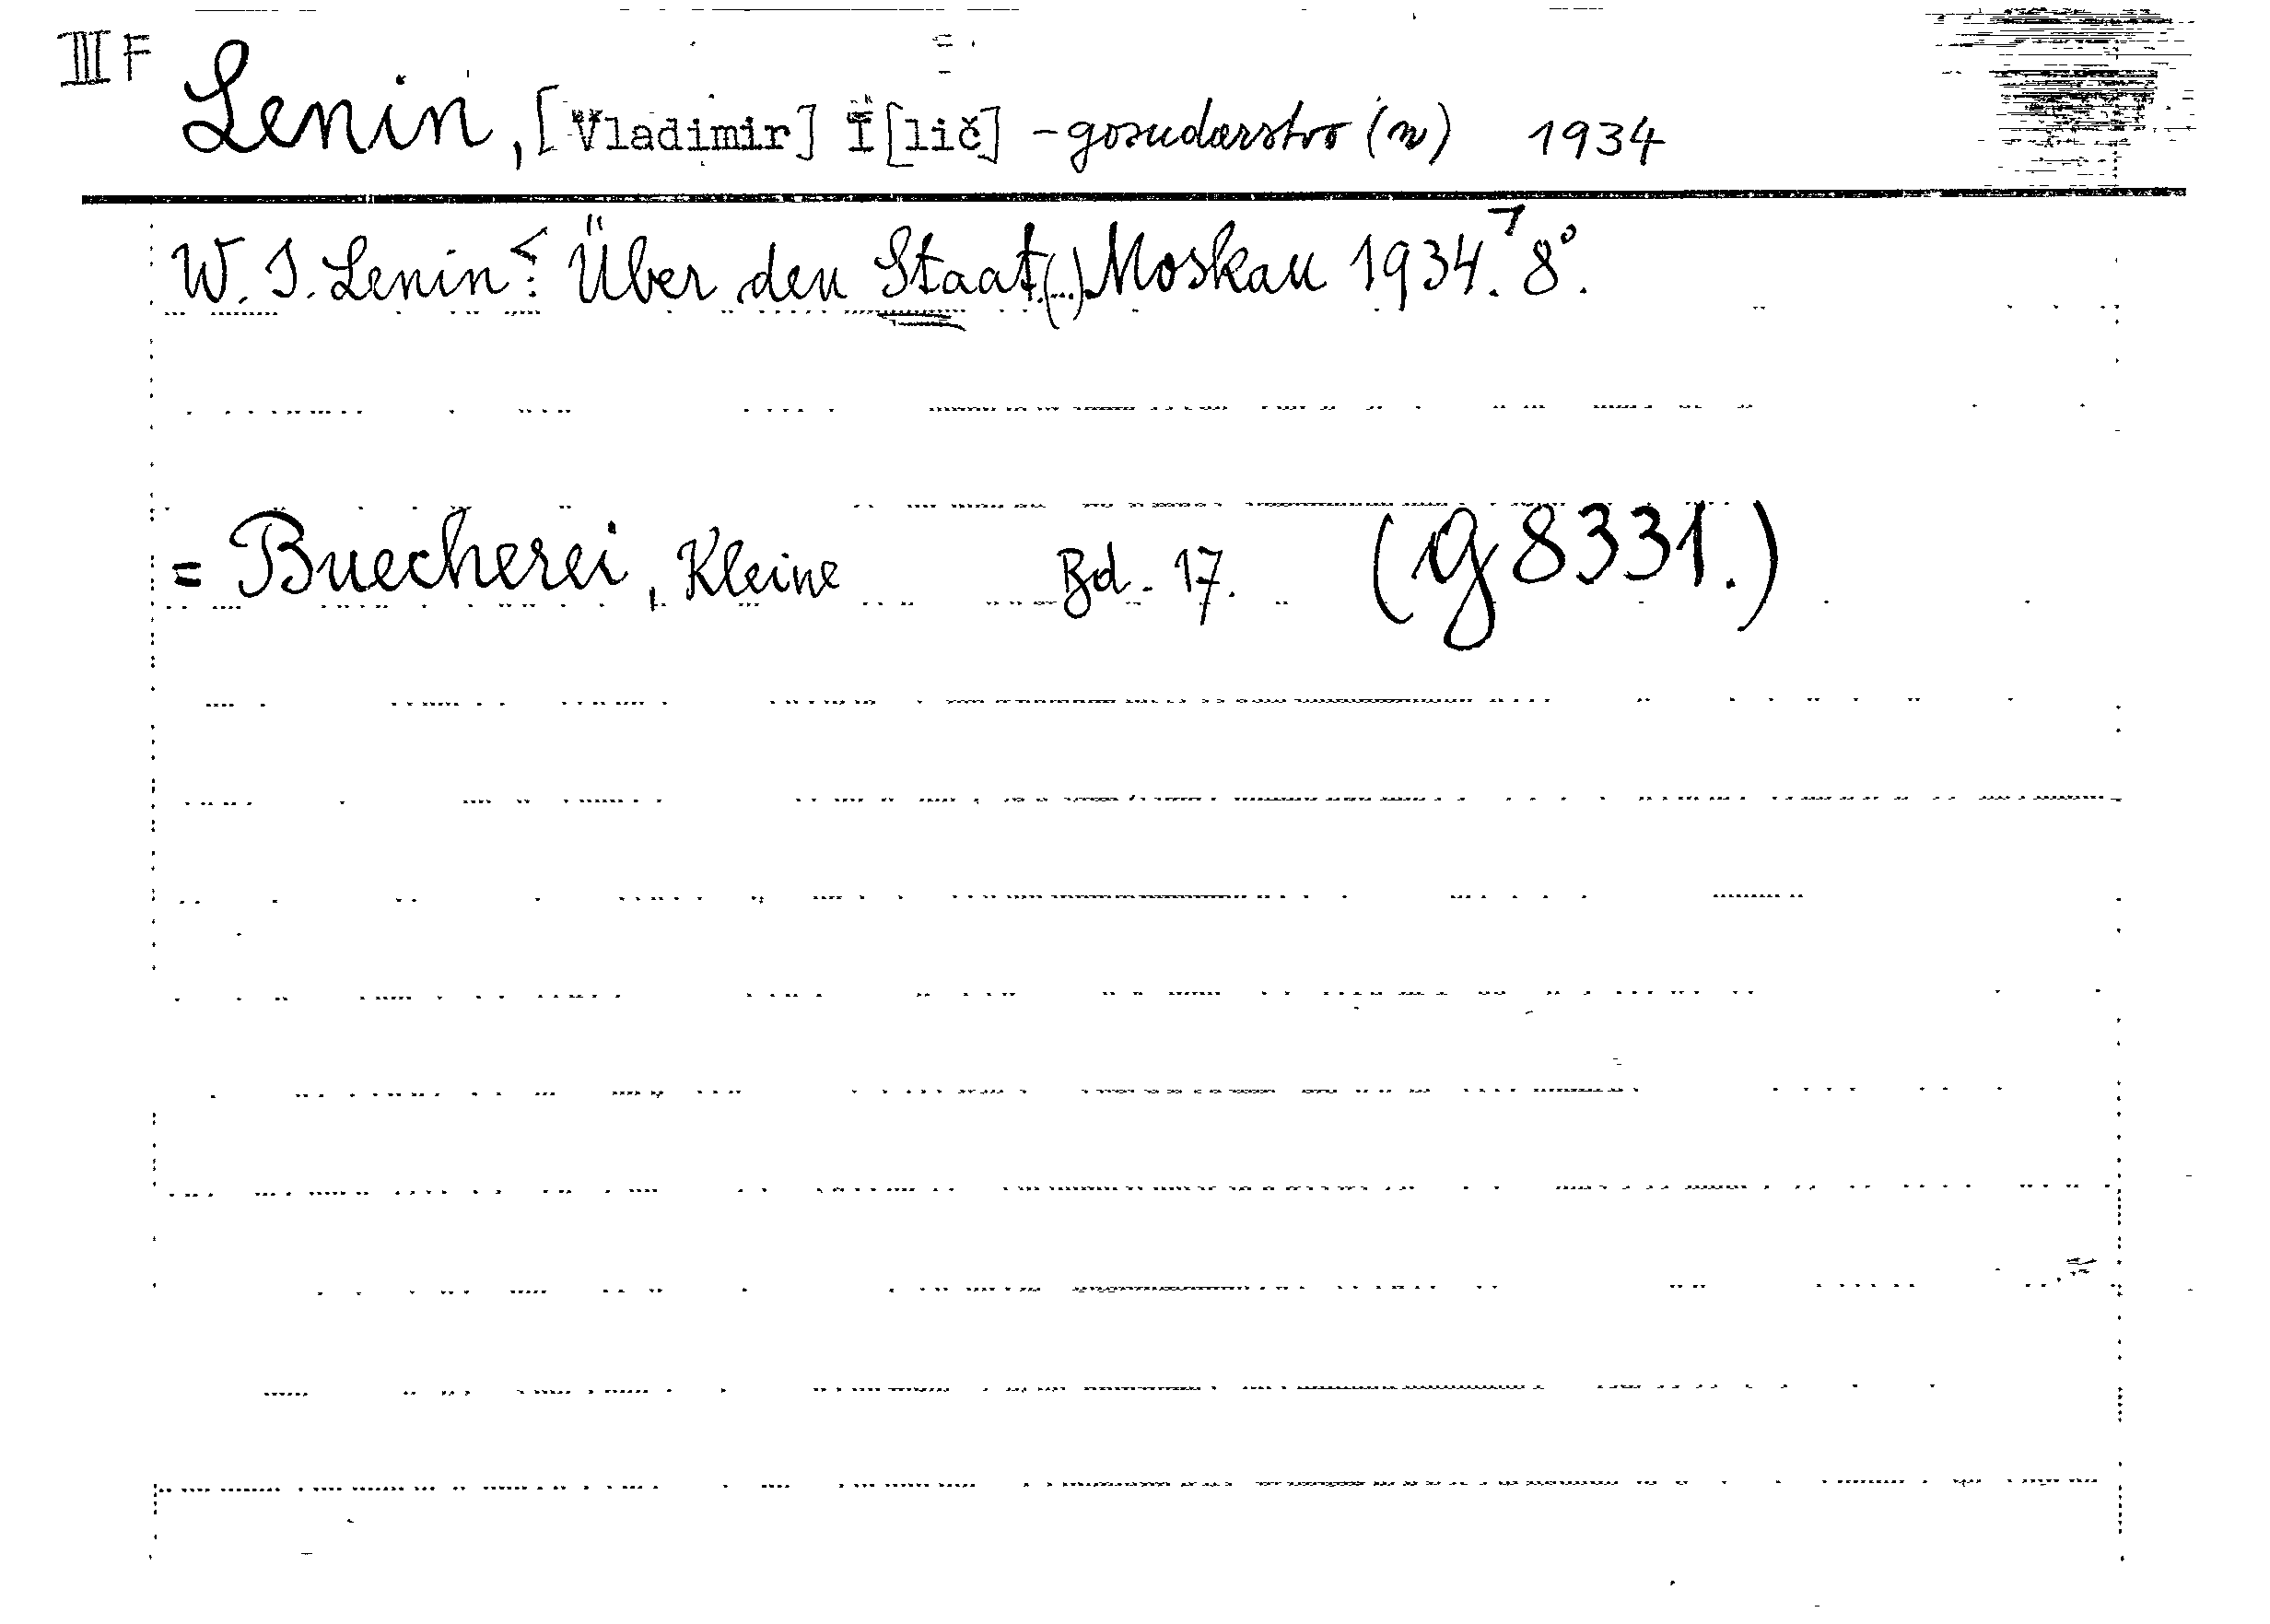 III F Lenin, [Vladimir] I[lič] - gosudarstvo (n) 1934
W. I. Lenin: Über den Staat (...) Moskau 1934. 8°.
= Buecherei, Kleine Bd. 17. (G 8331.)